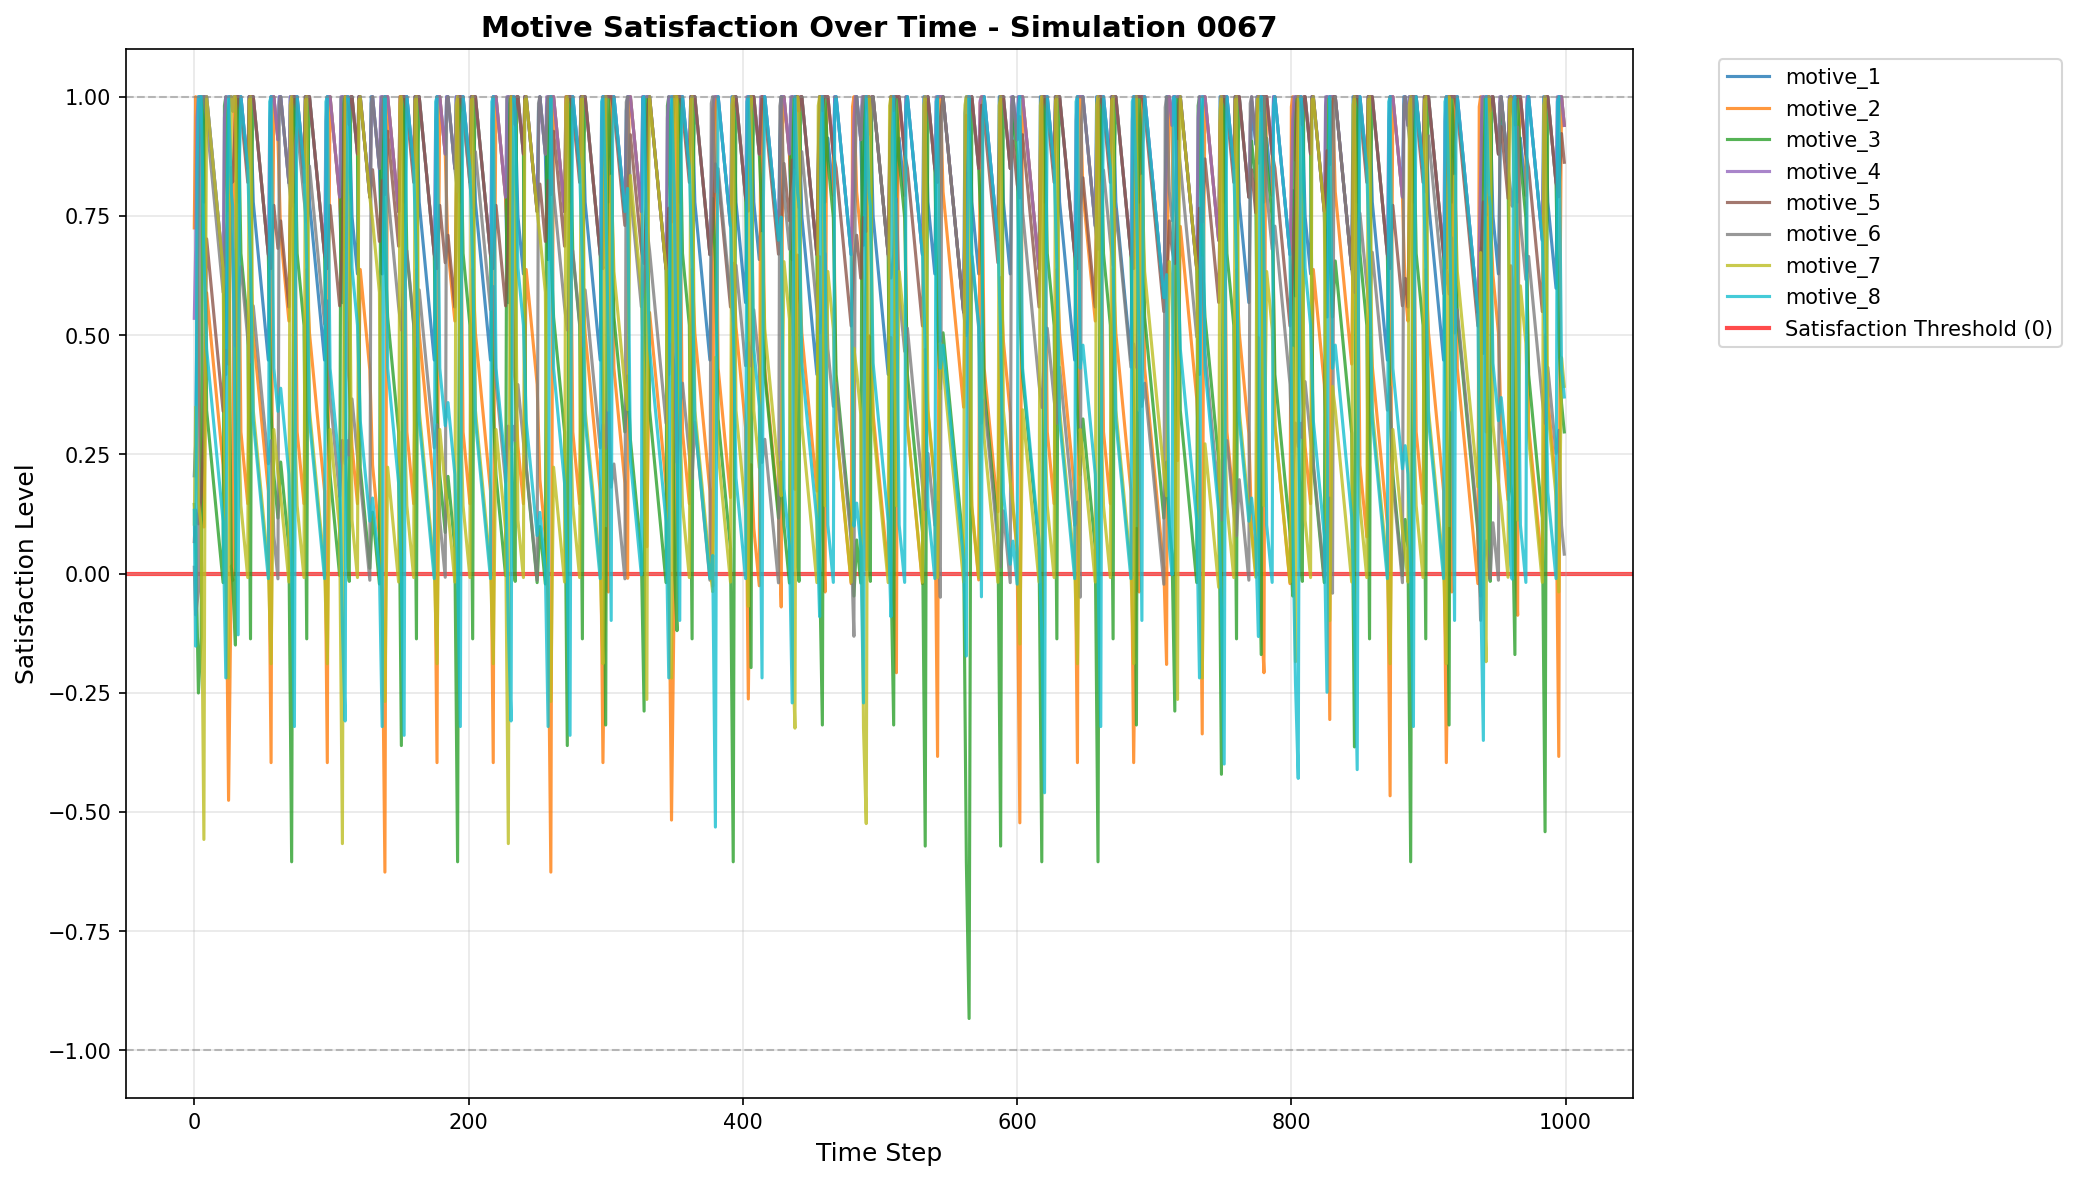 Motive Satisfaction Over Time - Simulation 0067
1.00
0.75
0.50
0.25
0.00
−0.25
−0.50
−0.75
−1.00
Satisfaction Level
0
200
400
600
800
1000
Time Step
motive_1
motive_2
motive_3
motive_4
motive_5
motive_6
motive_7
motive_8
Satisfaction Threshold (0)